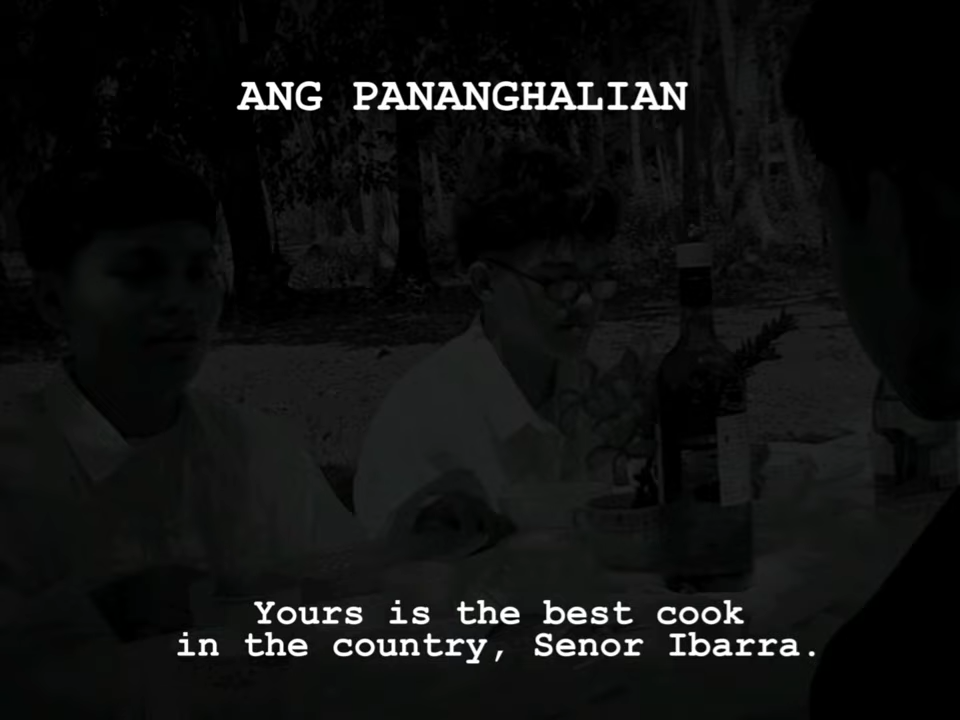 ANG PANANGHALIAN
Yours is the best cook
in the country, Senor Ibarra.